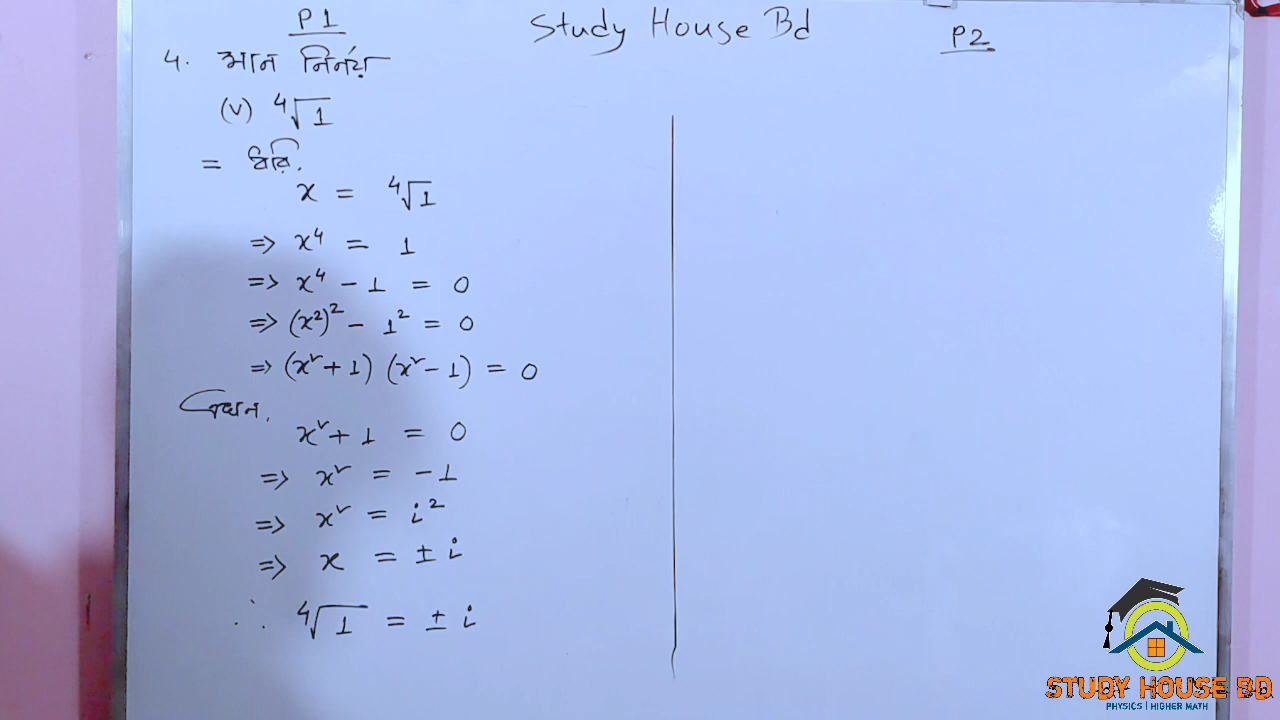 P1
Study House Bd
P2
4. মান নির্নয়
(v) ⁴√1
= ধরি,
x = ⁴√1
=> x⁴ = 1
=> x⁴ - 1 = 0
=> (x²)² - 1² = 0
=> (x² + 1) (x² - 1) = 0
এখন,
x² + 1 = 0
=> x² = -1
=> x² = i²
=> x = ± i
∴ ⁴√1 = ± i
STUDY HOUSE BD
PHYSICS | HIGHER MATH